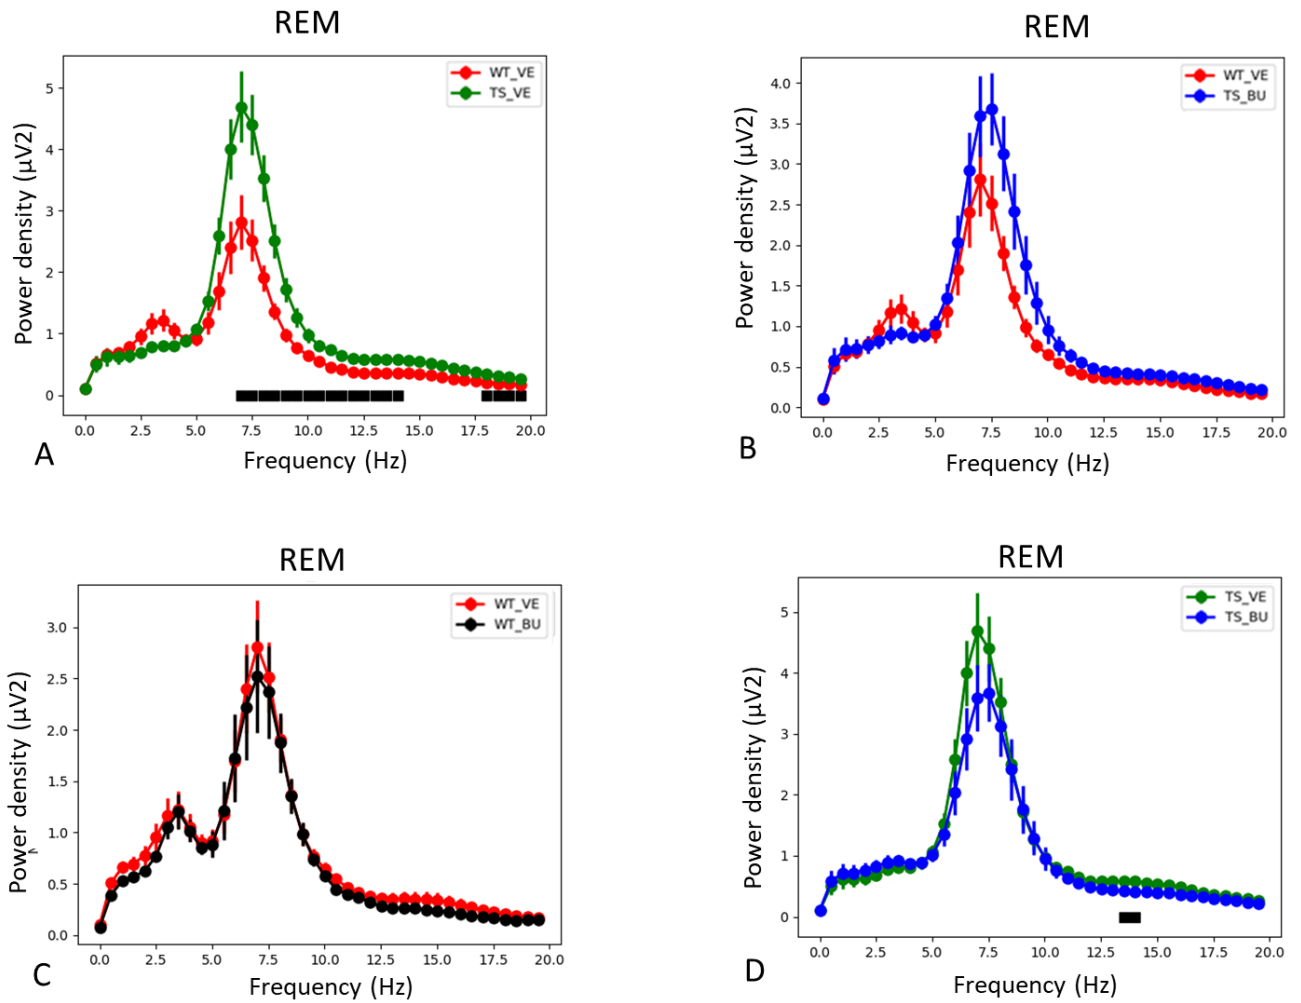 REM
WT_VE
TS_VE
Power density (µV2)
5
4
3
2
1
0
0.0 2.5 5.0 7.5 10.0 12.5 15.0 17.5 20.0
A
Frequency (Hz)
REM
WT_VE
TS_BU
Power density (µV2)
4.0
3.5
3.0
2.5
2.0
1.5
1.0
0.5
0.0
0.0 2.5 5.0 7.5 10.0 12.5 15.0 17.5 20.0
B
Frequency (Hz)
REM
WT_VE
WT_BU
Power density (µV2)
3.0
2.5
2.0
1.5
1.0
0.5
0.0
0.0 2.5 5.0 7.5 10.0 12.5 15.0 17.5 20.0
C
Frequency (Hz)
REM
TS_VE
TS_BU
Power density (µV2)
5
4
3
2
1
0
0.0 2.5 5.0 7.5 10.0 12.5 15.0 17.5 20.0
D
Frequency (Hz)